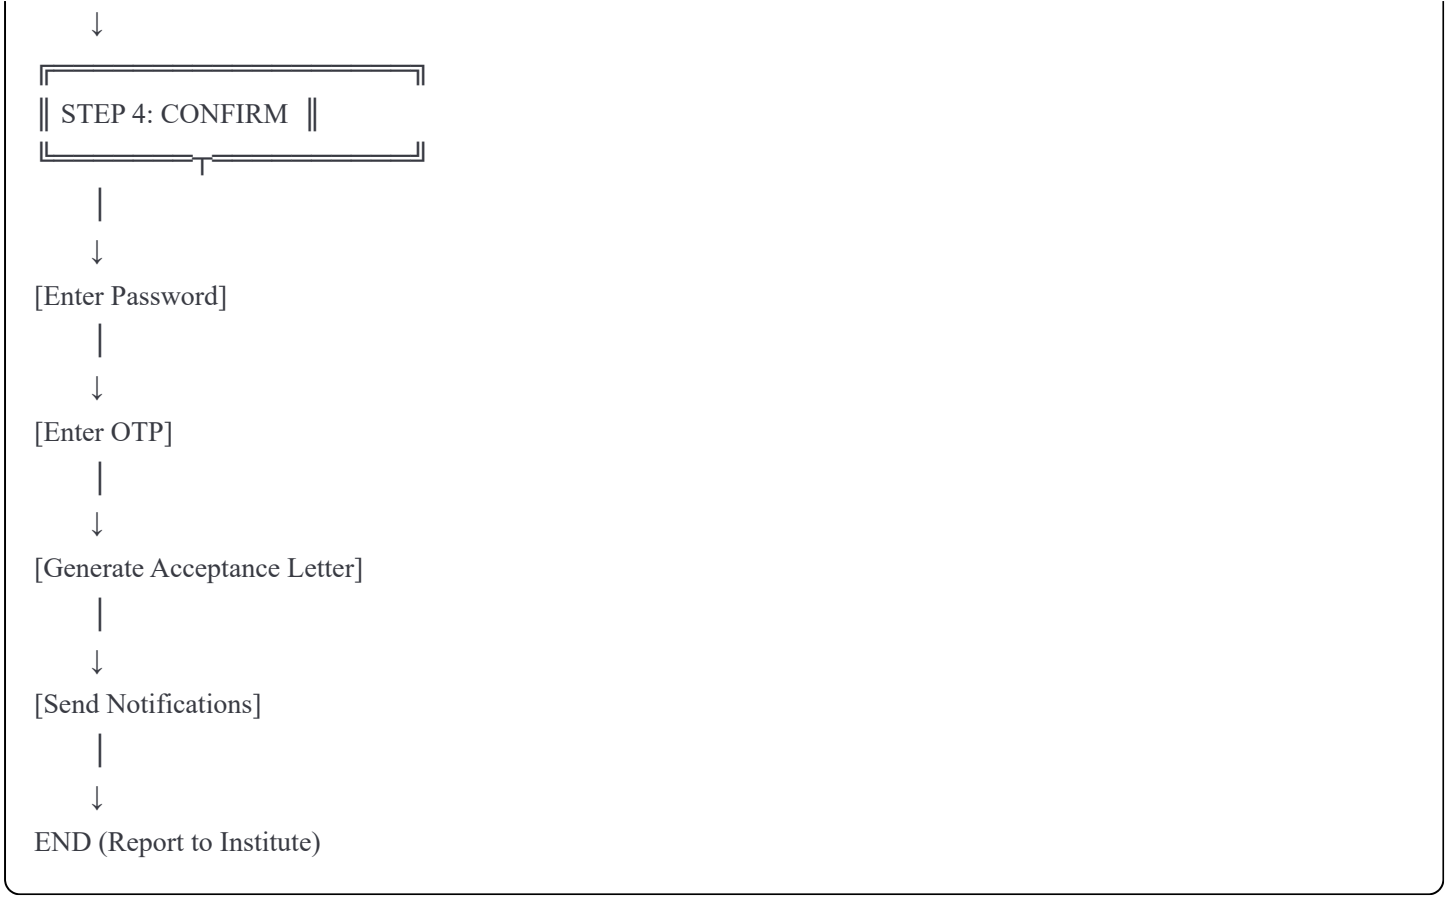 ↓
╔═══════════════════╗
║ STEP 4: CONFIRM ║
╚════════┬══════════╝
│
↓
[Enter Password]
│
↓
[Enter OTP]
│
↓
[Generate Acceptance Letter]
│
↓
[Send Notifications]
│
↓
END (Report to Institute)